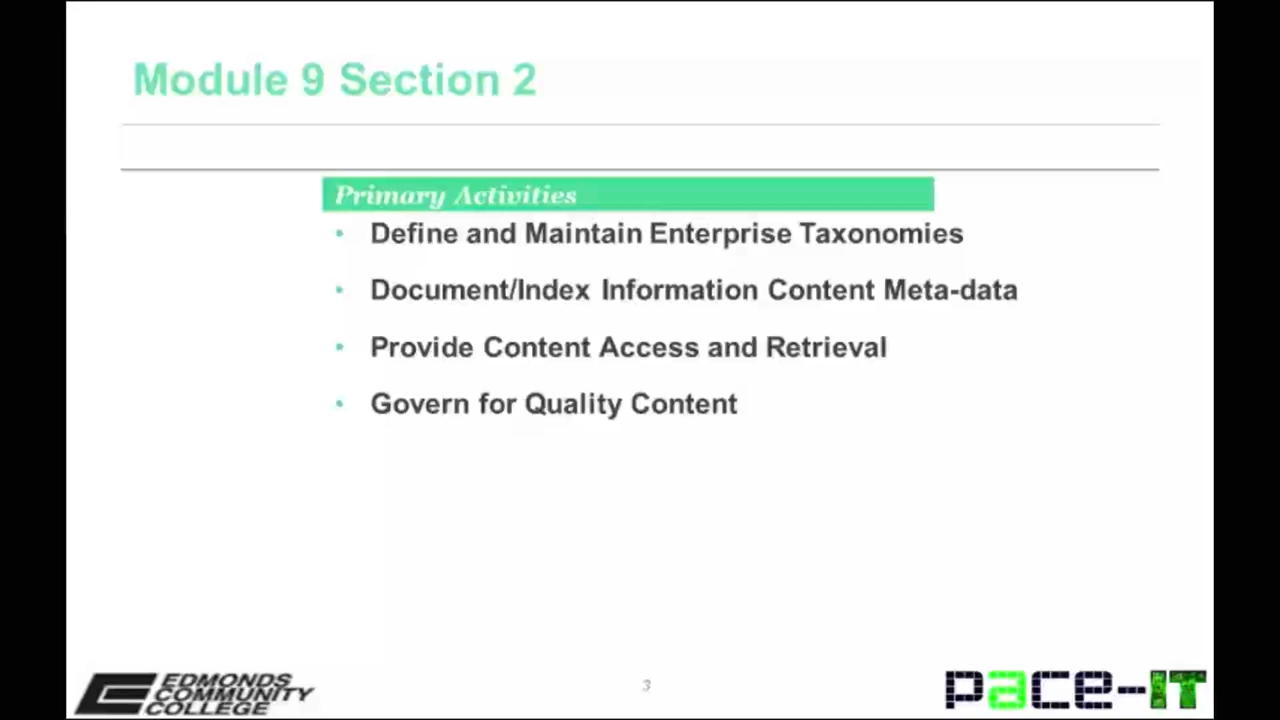 Module 9 Section 2
Primary Activities
• Define and Maintain Enterprise Taxonomies
• Document/Index Information Content Meta-data
• Provide Content Access and Retrieval
• Govern for Quality Content
EDMONDS
COMMUNITY
COLLEGE
3
pace-IT